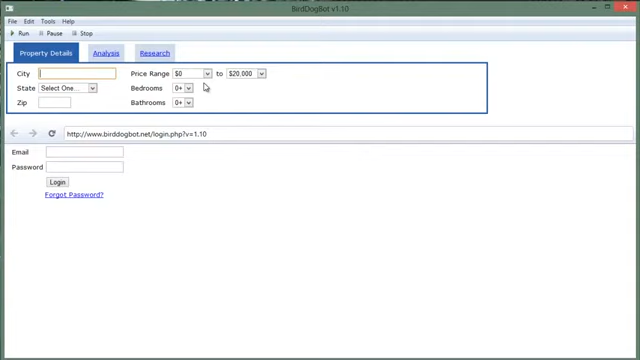 BirdDogBot v1.10
File Edit Tools Help
Run Pause Stop
Property Details Analysis Research
City Price Range $0 to $20,000
State Select One... Bedrooms 0+
Zip Bathrooms 0+
http://www.birddogbot.net/login.php?v=1.10
Email
Password
Login
Forgot Password?